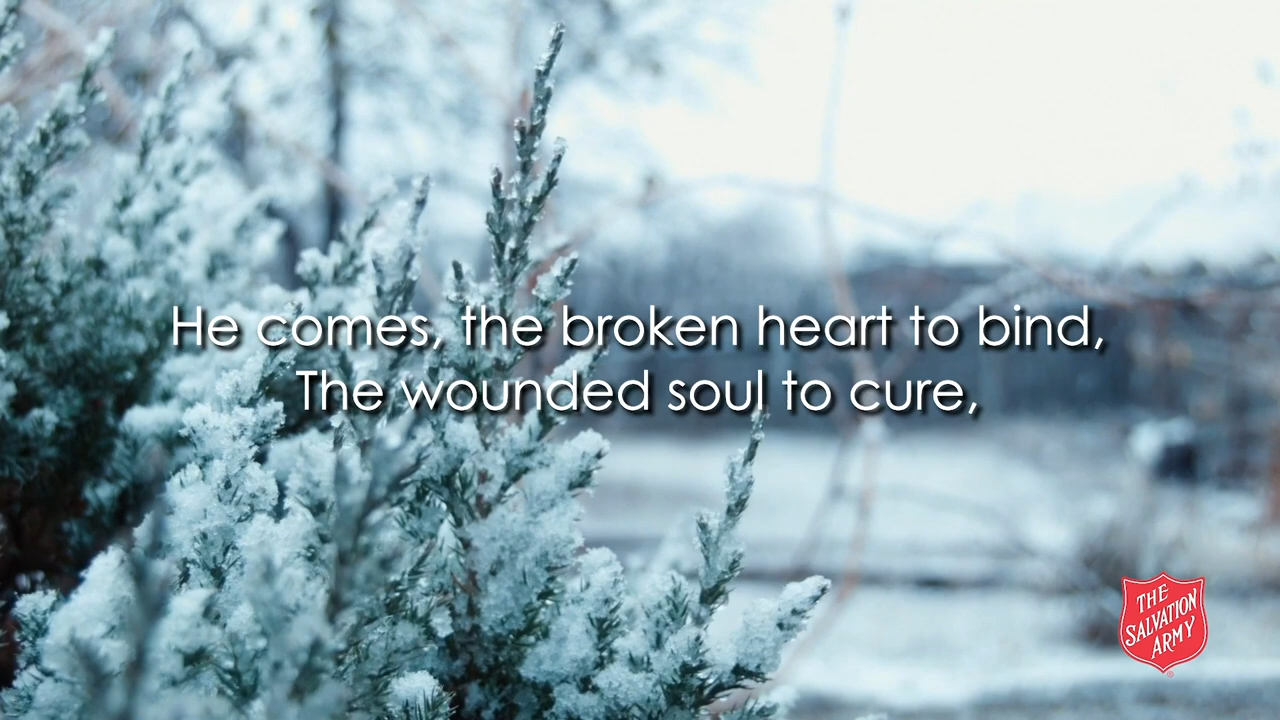 He comes, the broken heart to bind,
The wounded soul to cure,
THE
SALVATION
ARMY
®